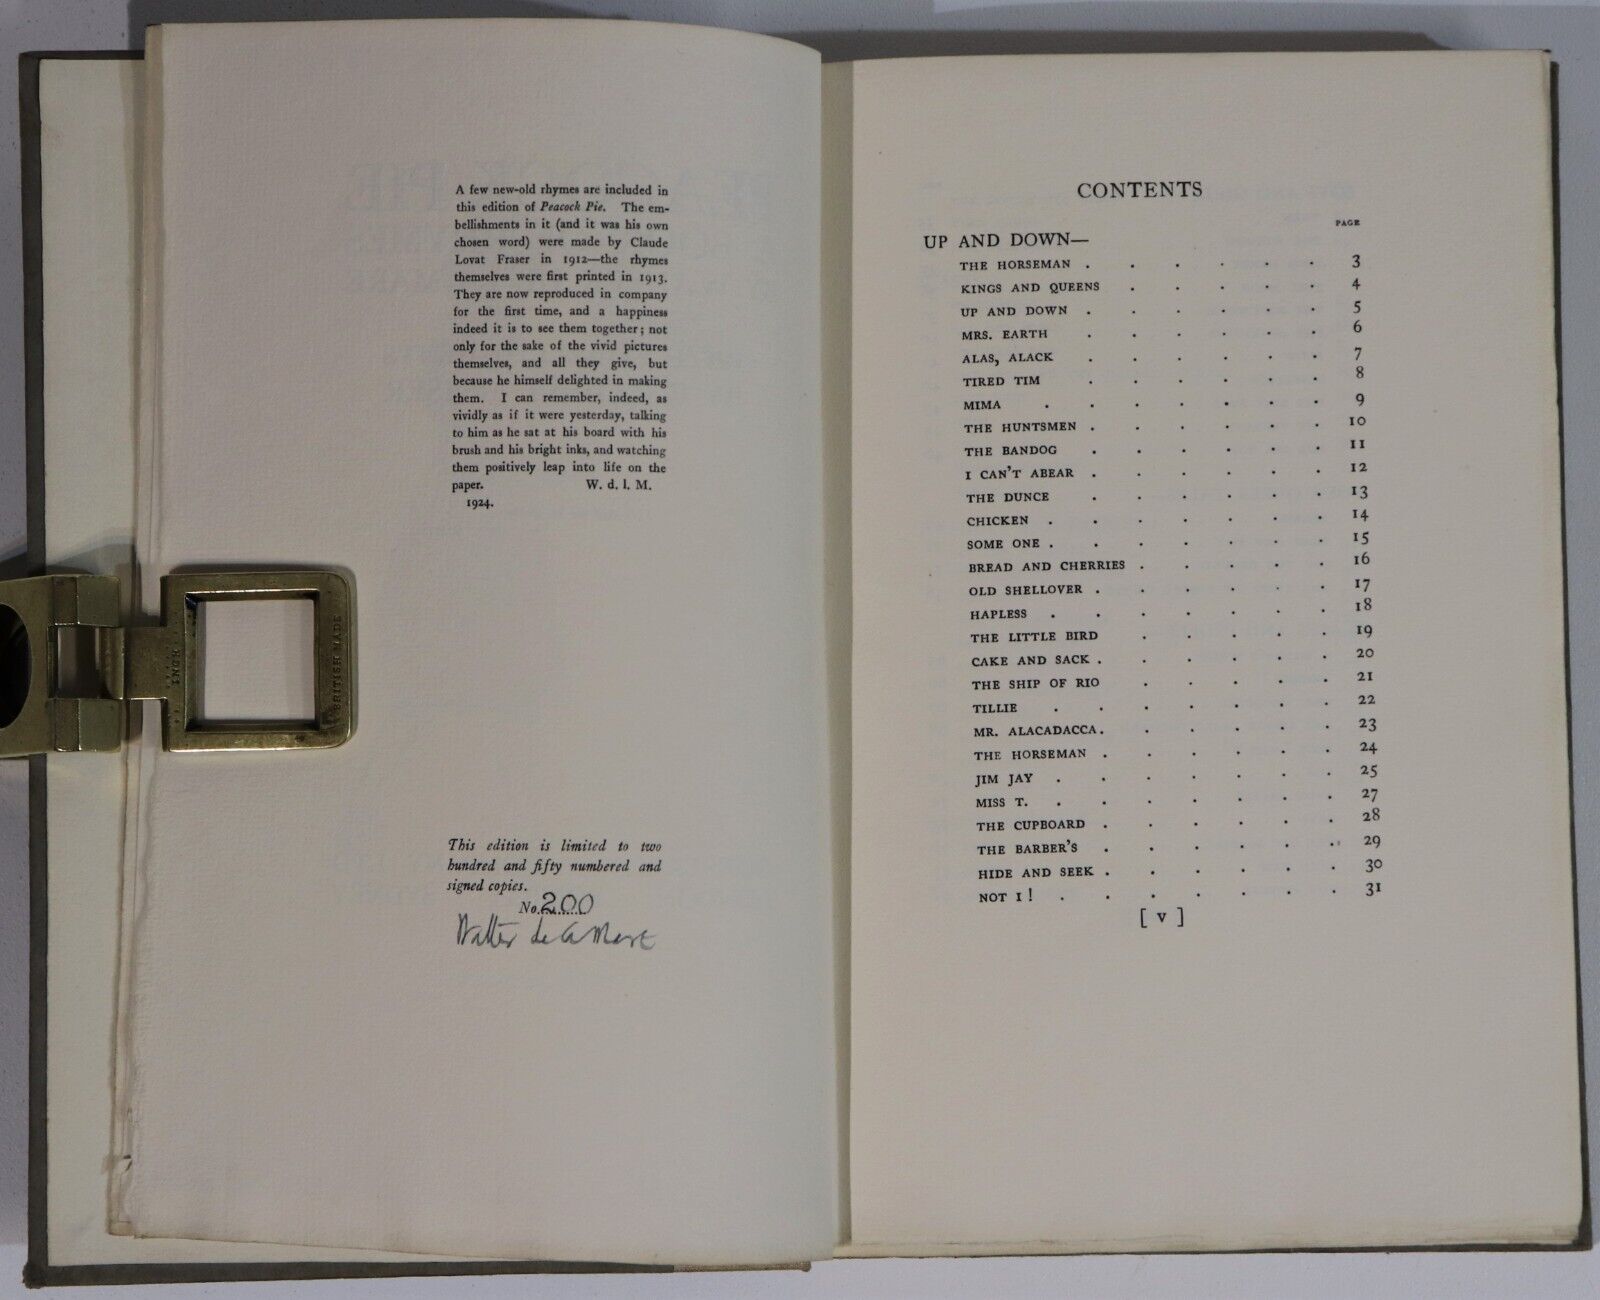 A few new-old rhymes are included in
this edition of Peacock Pie. The em-
bellishments in it (and it was his own
chosen word) were made by Claude
Lovat Fraser in 1912—the rhymes
themselves were first printed in 1913.
They are now reproduced in company
for the first time, and a happiness
indeed it is to see them together; not
only for the sake of the vivid pictures
themselves, and all they give, but
because he himself delighted in making
them. I can remember, indeed, as
vividly as if it were yesterday, talking
to him as he sat at his board with his
brush and his bright inks, and watching
them positively leap into life on the
paper. W. d. l. M.
1924.
This edition is limited to two
hundred and fifty numbered and
signed copies.
No. 200
Walter de la Mare
INCH
BRITISH MADE
CONTENTS
PAGE
UP AND DOWN—
THE HORSEMAN . . . . . . 3
KINGS AND QUEENS . . . . . 4
UP AND DOWN . . . . . . 5
MRS. EARTH . . . . . . 6
ALAS, ALACK . . . . . . 7
TIRED TIM . . . . . . 8
MIMA . . . . . . . 9
THE HUNTSMEN . . . . . . 10
THE BANDOG . . . . . . 11
I CAN'T ABEAR . . . . . . 12
THE DUNCE . . . . . . 13
CHICKEN . . . . . . . 14
SOME ONE . . . . . . . 15
BREAD AND CHERRIES . . . . . 16
OLD SHELLOVER . . . . . . 17
HAPLESS . . . . . . . 18
THE LITTLE BIRD . . . . . 19
CAKE AND SACK . . . . . . 20
THE SHIP OF RIO . . . . . 21
TILLIE . . . . . . . 22
MR. ALACADACCA . . . . . . 23
THE HORSEMAN . . . . . . 24
JIM JAY . . . . . . . 25
MISS T. . . . . . . . 27
THE CUPBOARD . . . . . . 28
THE BARBER'S . . . . . . 29
HIDE AND SEEK . . . . . . 30
NOT I! . . . . . . . 31
[ v ]